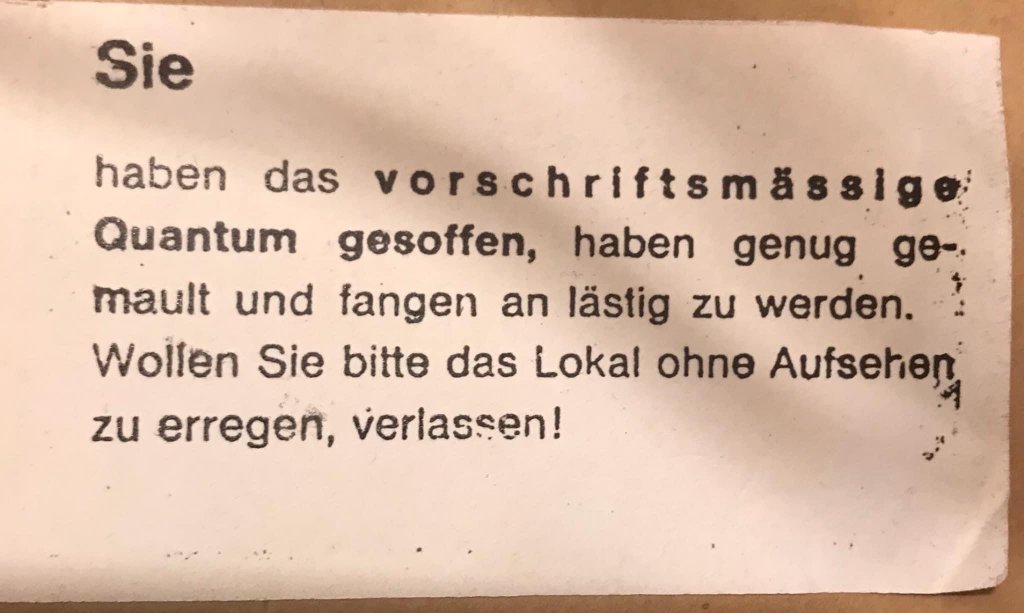 Sie
haben das vorschriftsmässige
Quantum gesoffen, haben genug ge-
mault und fangen an lästig zu werden.
Wollen Sie bitte das Lokal ohne Aufsehen
zu erregen, verlassen!